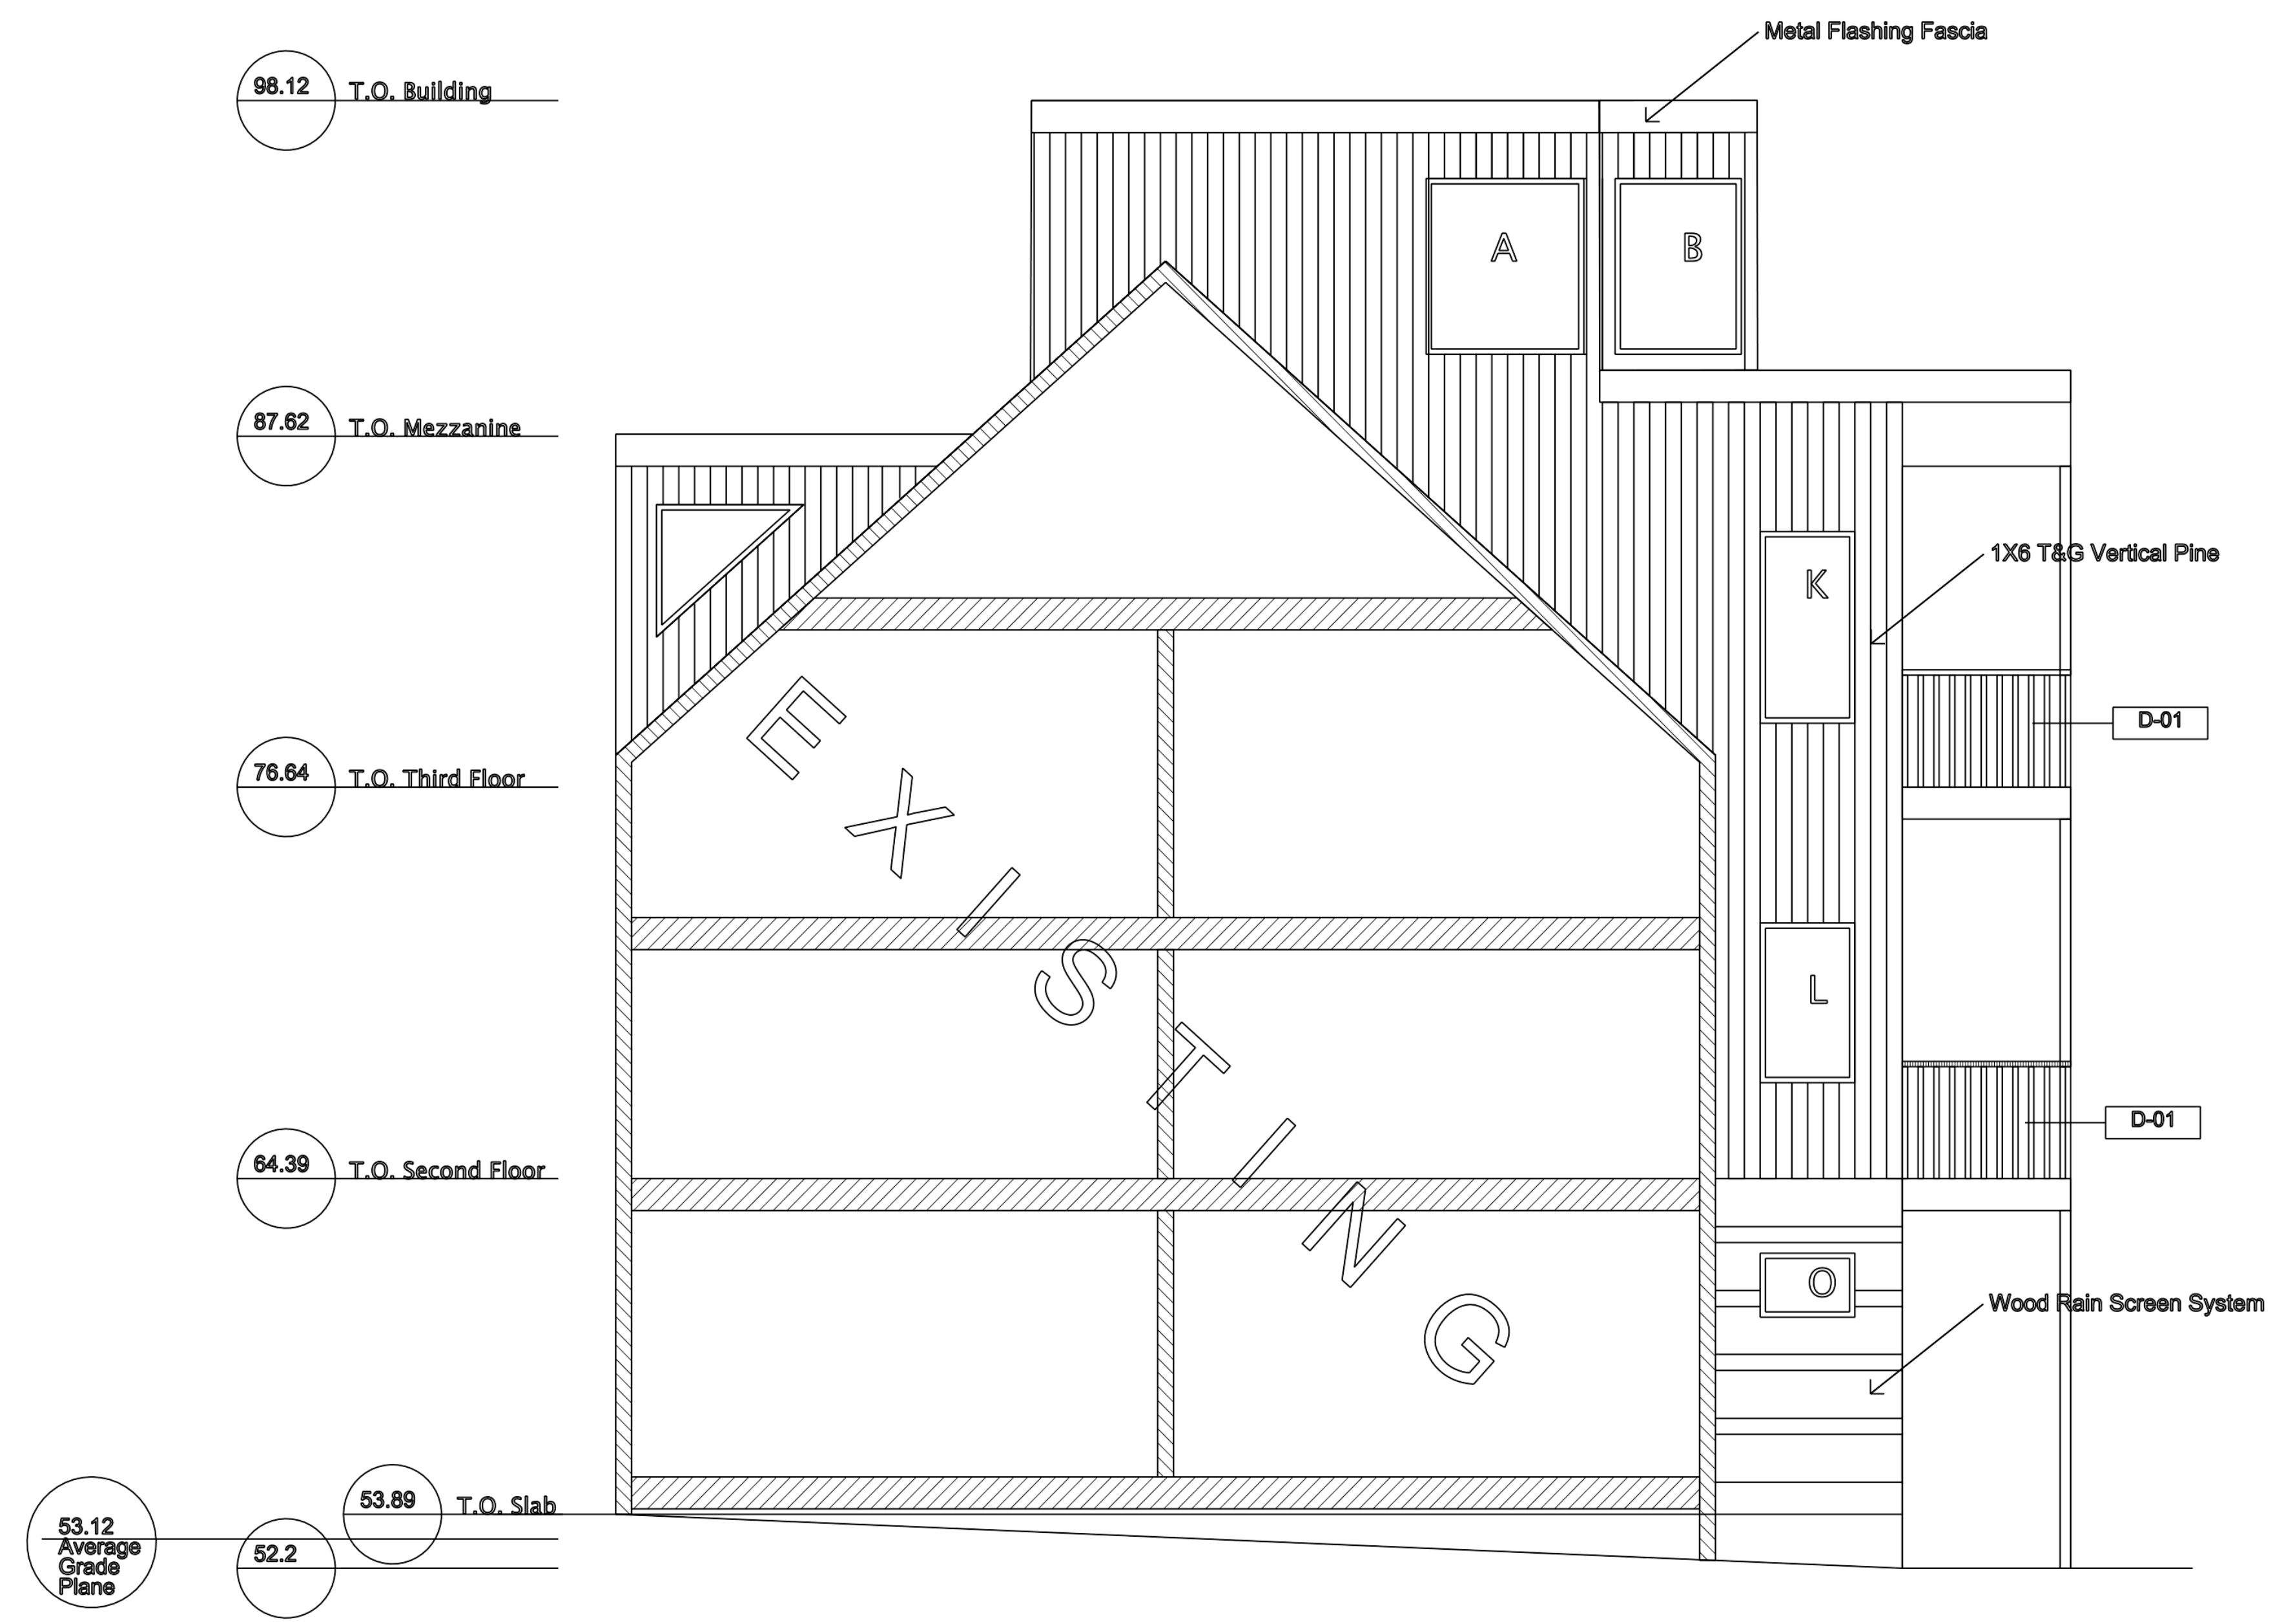 Metal Flashing Fascia
98.12
T.O. Building
A
B
87.62
T.O. Mezzanine
1X6 T&G Vertical Pine
K
D-01
76.64
T.O. Third Floor
EXISTING
L
D-01
64.39
T.O. Second Floor
O
Wood Rain Screen System
53.89
T.O. Slab
53.12
Average
Grade
Plane
52.2